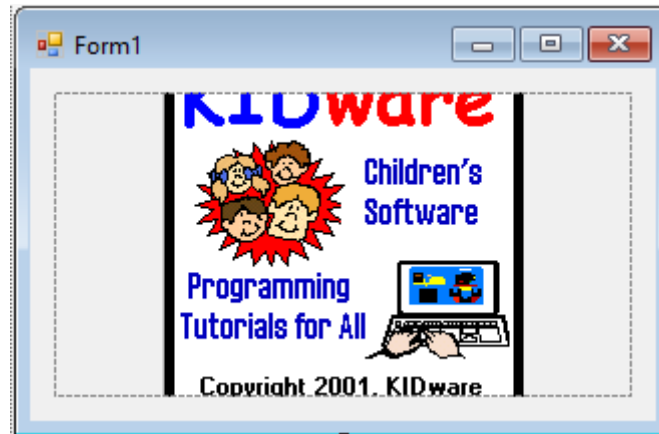 Form1
KIDware
Children's
Software
Programming
Tutorials for All
Copyright 2001, KIDware